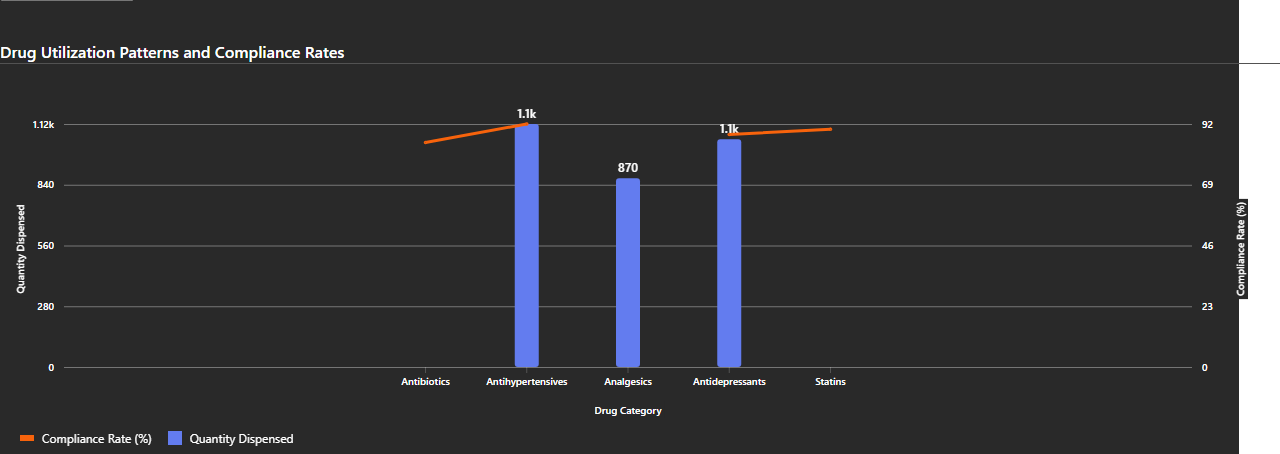 Drug Utilization Patterns and Compliance Rates
1.1k
1.1k
870
1.12k
840
560
280
0
Quantity Dispensed
92
69
46
23
0
Compliance Rate (%)
Antibiotics Antihypertensives Analgesics Antidepressants Statins
Drug Category
Compliance Rate (%) Quantity Dispensed